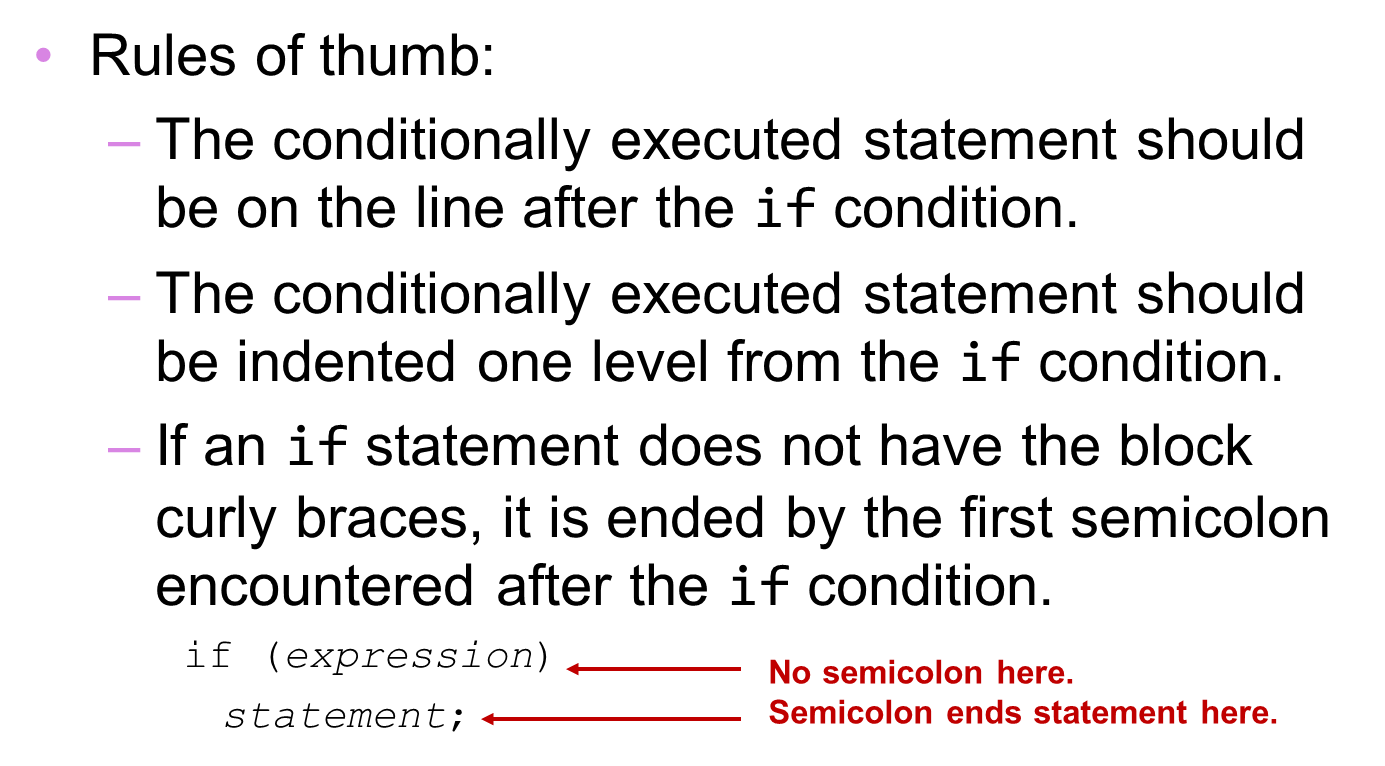 • Rules of thumb:
– The conditionally executed statement should
be on the line after the if condition.
– The conditionally executed statement should
be indented one level from the if condition.
– If an if statement does not have the block
curly braces, it is ended by the first semicolon
encountered after the if condition.
if (expression)
No semicolon here.
statement;
Semicolon ends statement here.